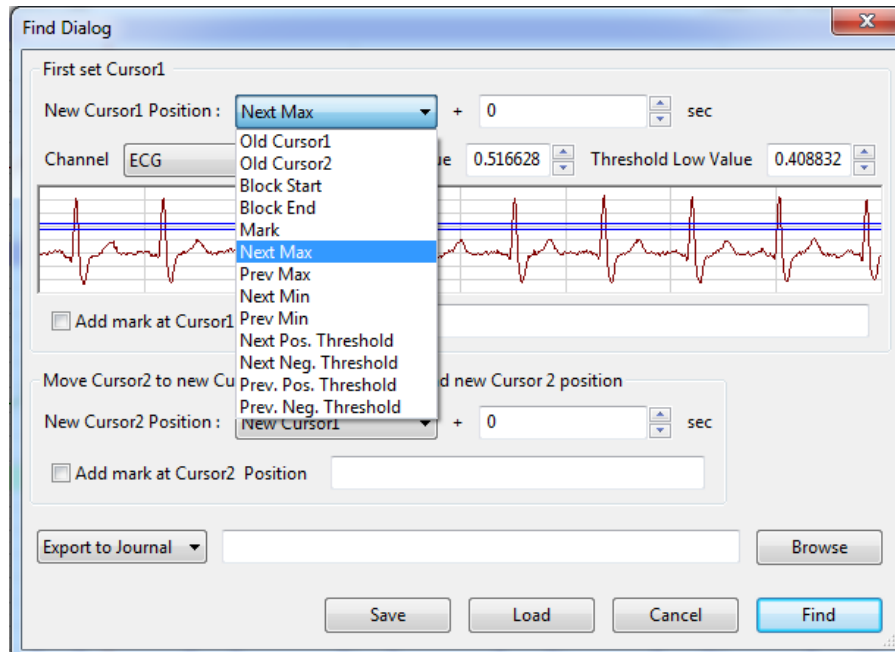 Find Dialog
First set Cursor1
New Cursor1 Position : Next Max + 0 sec
Old Cursor1
Old Cursor2
Block Start
Block End
Mark
Next Max
Prev Max
Next Min
Prev Min
Next Pos. Threshold
Next Neg. Threshold
Prev. Pos. Threshold
Prev. Neg. Threshold
Channel ECG 0.516628 Threshold Low Value 0.408832
Add mark at Cursor1
Move Cursor2 to new new Cursor 2 position
New Cursor2 Position : New Cursor1 + 0 sec
Add mark at Cursor2 Position
Export to Journal Browse
Save Load Cancel Find